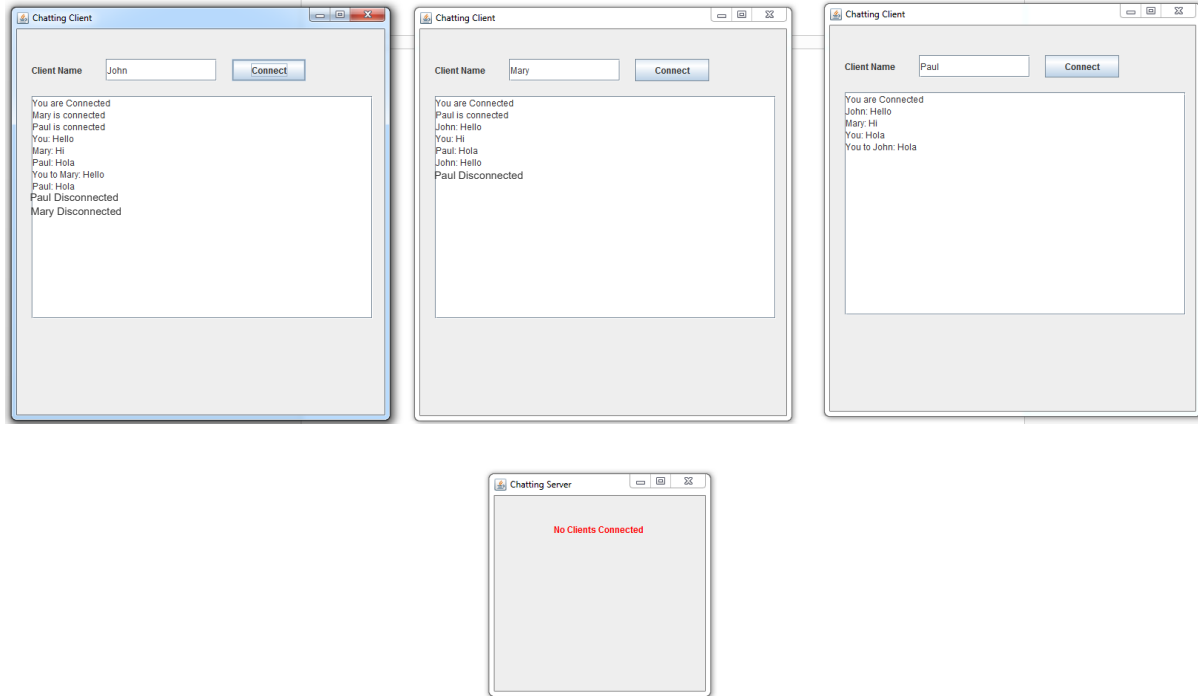 Chatting Client
Client Name John Connect
You are Connected
Mary is connected
Paul is connected
You: Hello
Mary: Hi
Paul: Hola
You to Mary: Hello
Paul: Hola
Paul Disconnected
Mary Disconnected
Chatting Client
Client Name Mary Connect
You are Connected
Paul is connected
John: Hello
You: Hi
Paul: Hola
John: Hello
Paul Disconnected
Chatting Client
Client Name Paul Connect
You are Connected
John: Hello
Mary: Hi
You: Hola
You to John: Hola
Chatting Server
No Clients Connected